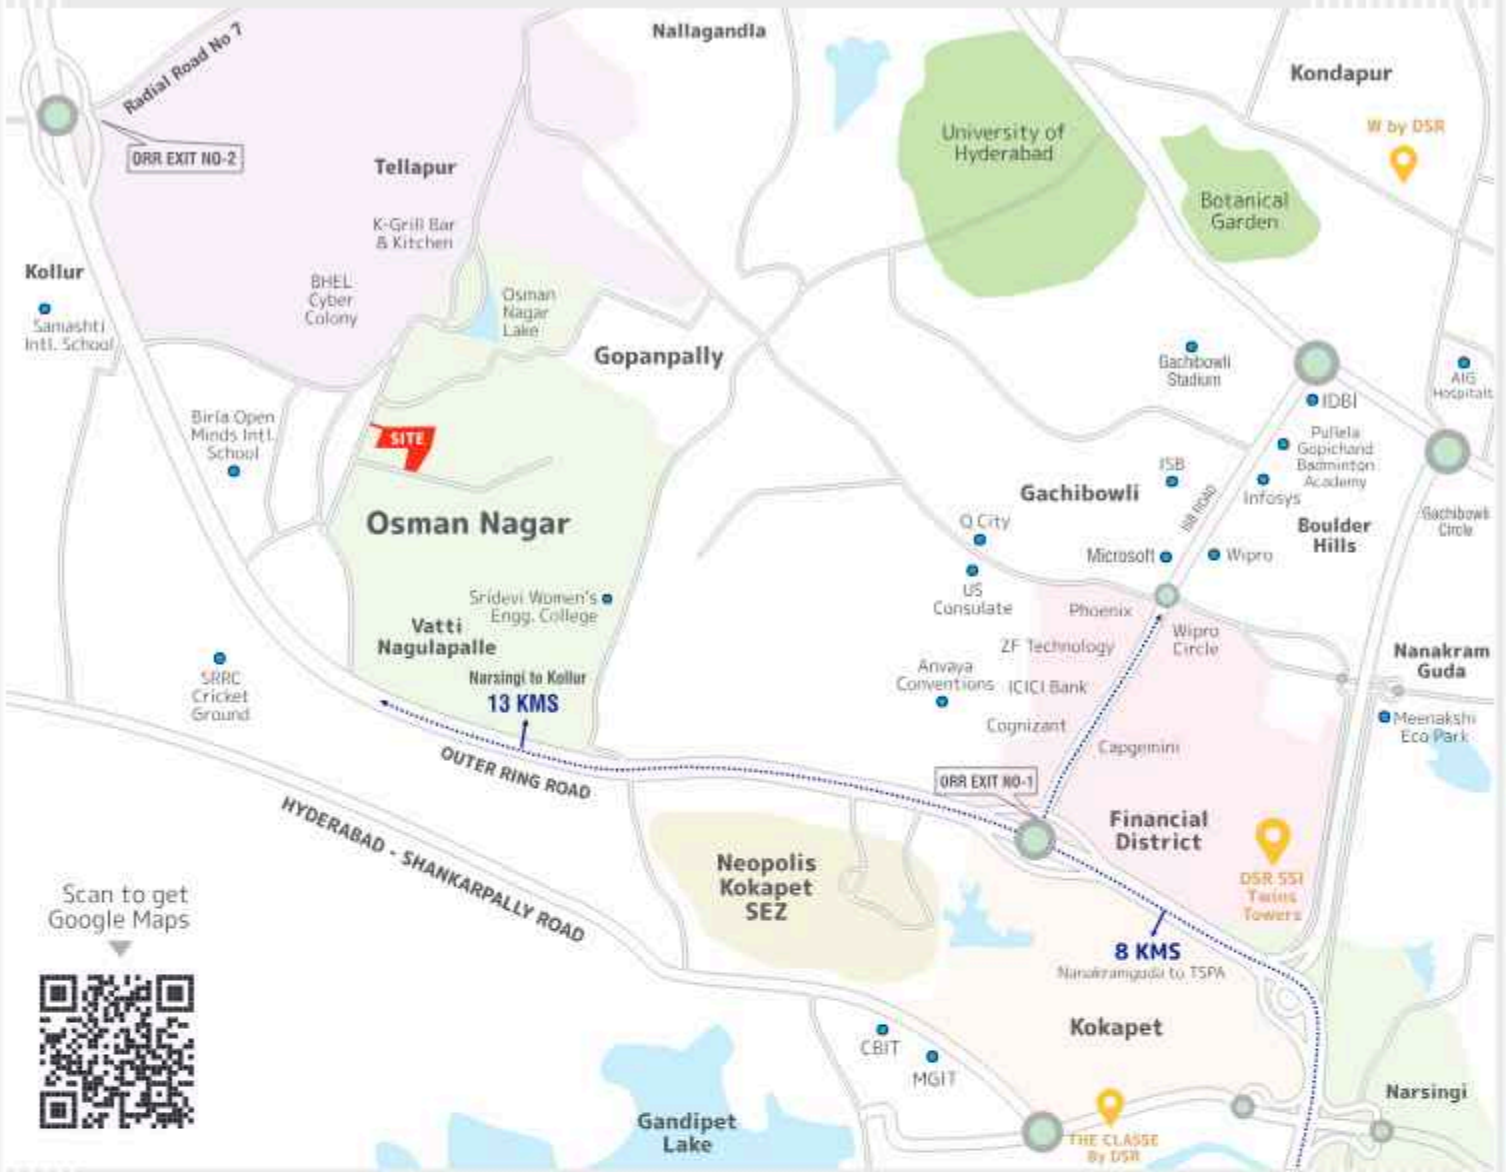 Nallagandla
Kondapur
Radial Road No 7
W by DSR
University of
Hyderabad
ORR EXIT NO-2
Tellapur
Botanical
Garden
K-Grill Bar
& Kitchen
Kollur
BHEL
Cyber
Colony
Osman
Nagar
Lake
Samashti
Intl. School
Gopanpally
Gachibowli
Stadium
AIG
Hospitals
IDBI
Birla Open
Minds Intl.
School
SITE
Pullela
Gopichand
Badminton
Academy
ISB
Infosys
Gachibowli
ISB ROAD
Gachibowli
Circle
Osman Nagar
Q City
Boulder
Hills
Microsoft
Wipro
US
Consulate
Phoenix
Sridevi Women's
Engg. College
Vatti
Nagulapalle
Wipro
Circle
ZF Technology
Nanakram
Guda
SRRC
Cricket
Ground
Narsingi to Kollur
13 KMS
Anvaya
Conventions
ICICI Bank
Cognizant
Meenakshi
Eco Park
Capgemini
OUTER RING ROAD
ORR EXIT NO-1
HYDERABAD - SHANKARPALLY ROAD
Financial
District
Neopolis
Kokapet
SEZ
DSR SSI
Twins
Towers
Scan to get
Google Maps
8 KMS
Nanakramguda to TSPA
Kokapet
CBIT
MGIT
Narsingi
Gandipet
Lake
THE CLASSE
By DSR